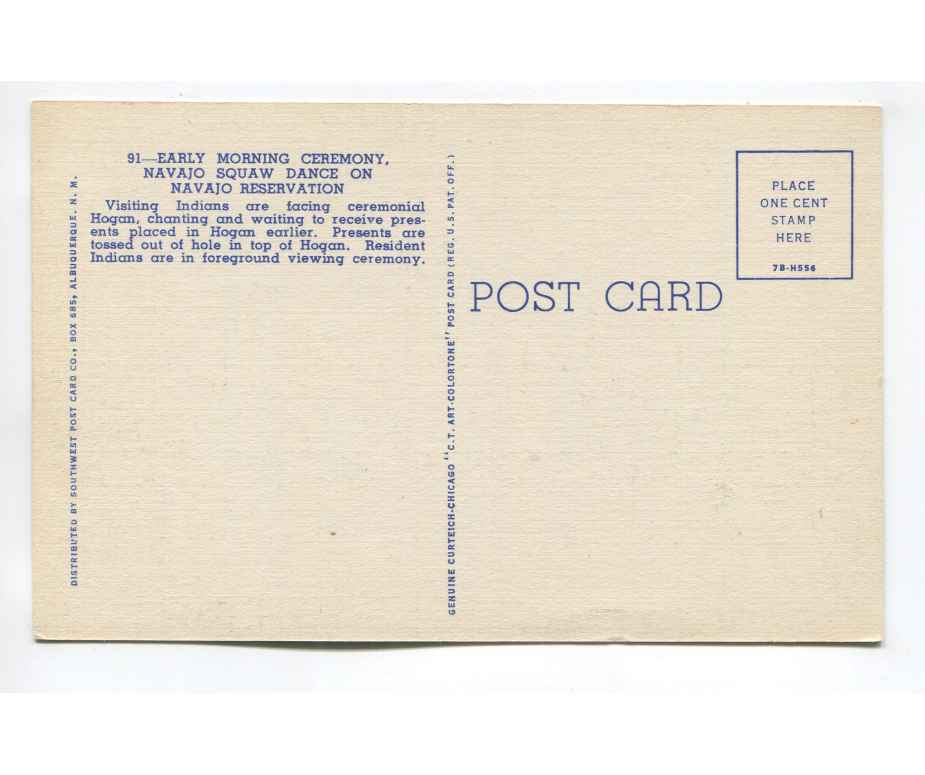 91—EARLY MORNING CEREMONY,
NAVAJO SQUAW DANCE ON
NAVAJO RESERVATION
Visiting Indians are facing ceremonial
Hogan, chanting and waiting to receive pres-
ents placed in Hogan earlier. Presents are
tossed out of hole in top of Hogan. Resident
Indians are in foreground viewing ceremony.
DISTRIBUTED BY SOUTHWEST POST CARD CO., BOX 685, ALBUQUERQUE, N. M.
GENUINE CURTEICH-CHICAGO "C.T. ART-COLORTONE" POST CARD (REG. U.S. PAT. OFF.)
POST CARD
PLACE
ONE CENT
STAMP
HERE
7B-H556